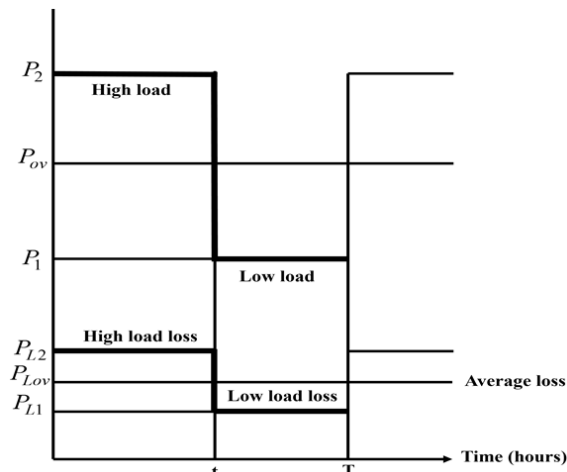 P₂
High load
Pov
P₁
Low load
High load loss
PL2
PLov
Average loss
Low load loss
PL1
t
T
Time (hours)